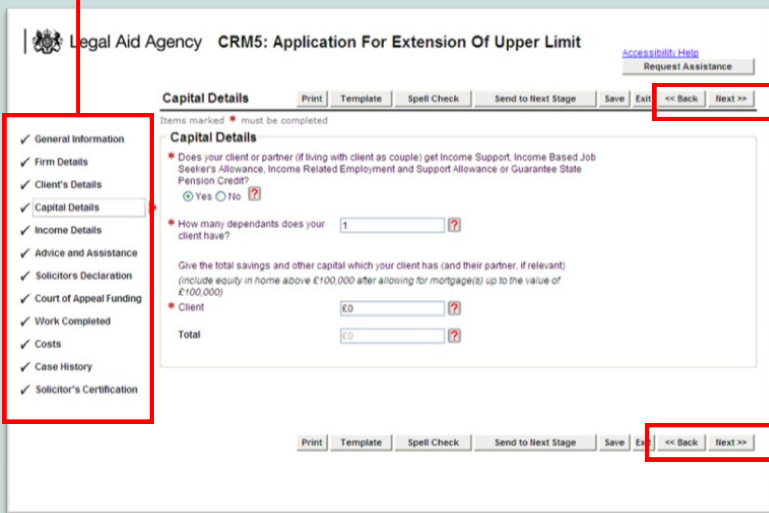 Legal Aid Agency CRM5: Application For Extension Of Upper Limit
Accessibility Help
Request Assistance
Capital Details Print Template Spell Check Send to Next Stage Save Exit << Back Next >>
Items marked * must be completed
✓ General Information
✓ Firm Details
✓ Client's Details
✓ Capital Details
✓ Income Details
✓ Advice and Assistance
✓ Solicitors Declaration
✓ Court of Appeal Funding
✓ Work Completed
✓ Costs
✓ Case History
✓ Solicitor's Certification
Capital Details
* Does your client or partner (if living with client as couple) get Income Support, Income Based Job
Seeker's Allowance, Income Related Employment and Support Allowance or Guarantee State
Pension Credit?
Yes No ?
* How many dependants does your 1 ?
client have?
Give the total savings and other capital which your client has (and their partner, if relevant)
(include equity in home above £100,000 after allowing for mortgage(s) up to the value of
£100,000)
* Client £0 ?
Total £0 ?
Print Template Spell Check Send to Next Stage Save Exit << Back Next >>